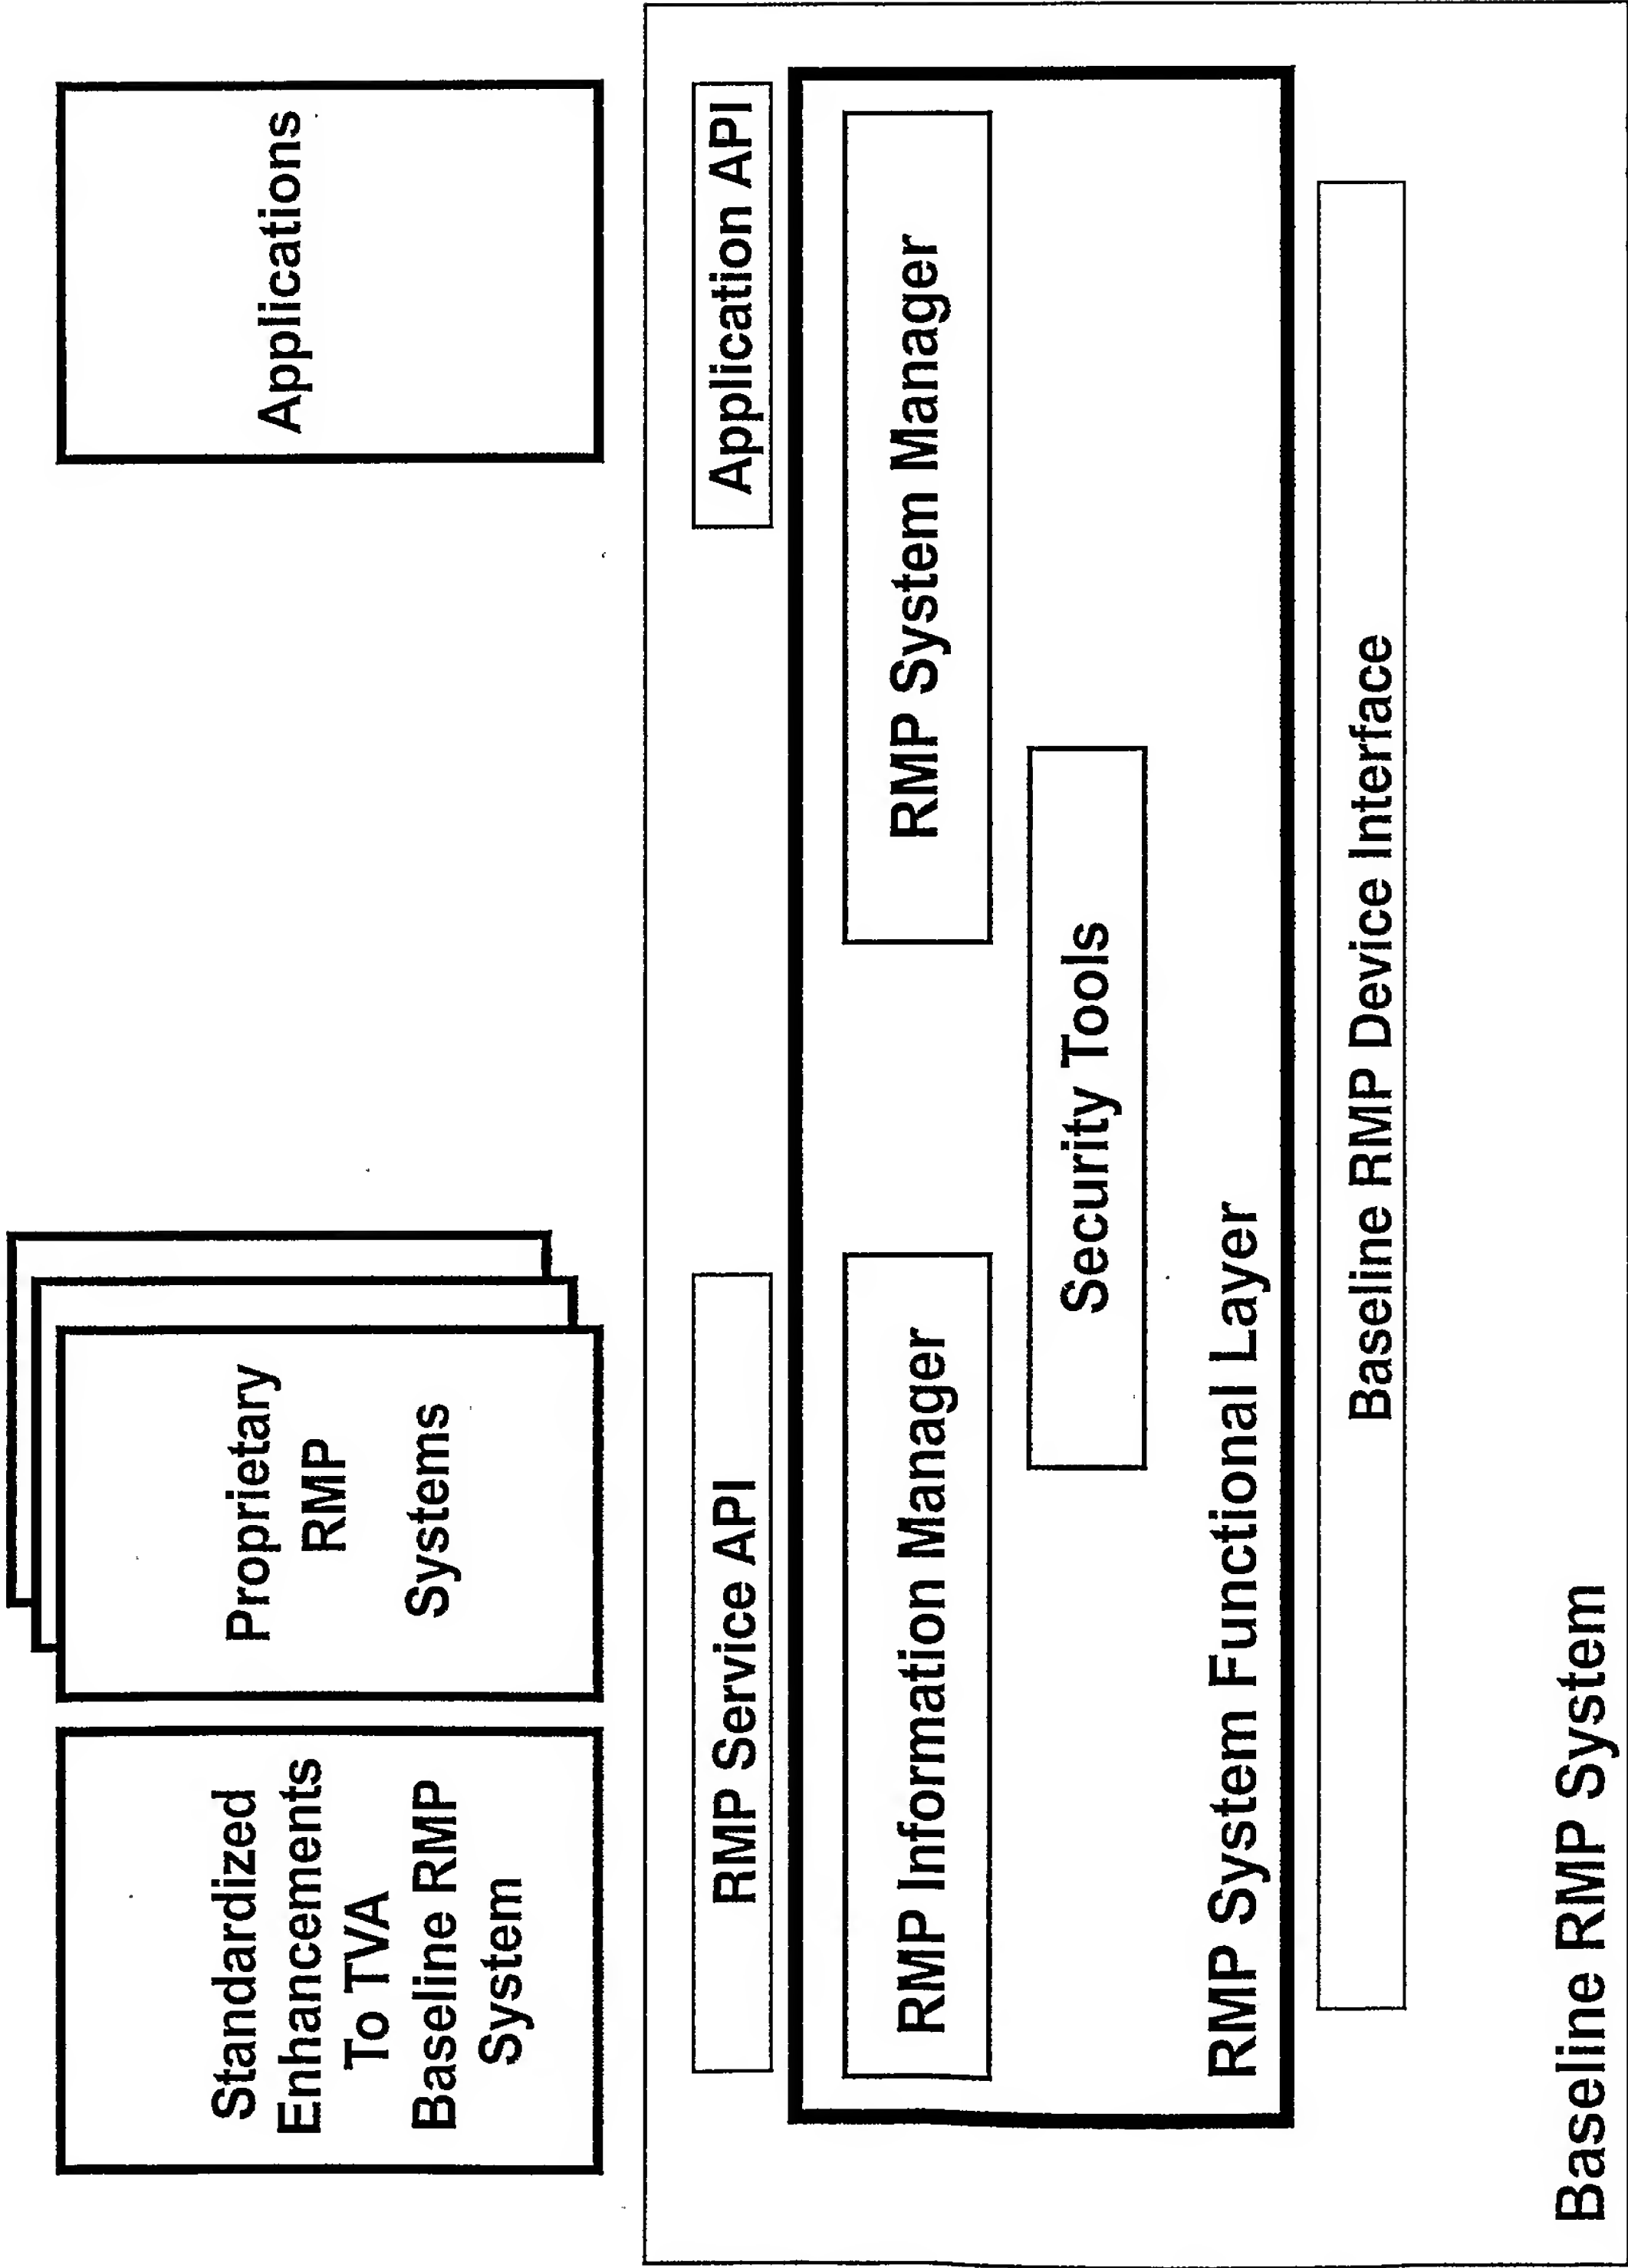 Standardized
Enhancements
To TVA
Baseline RMP
System
Proprietary
RMP
Systems
Applications
RMP Service API
Application API
RMP Information Manager
RMP System Manager
Security Tools
RMP System Functional Layer
Baseline RMP Device Interface
Baseline RMP System